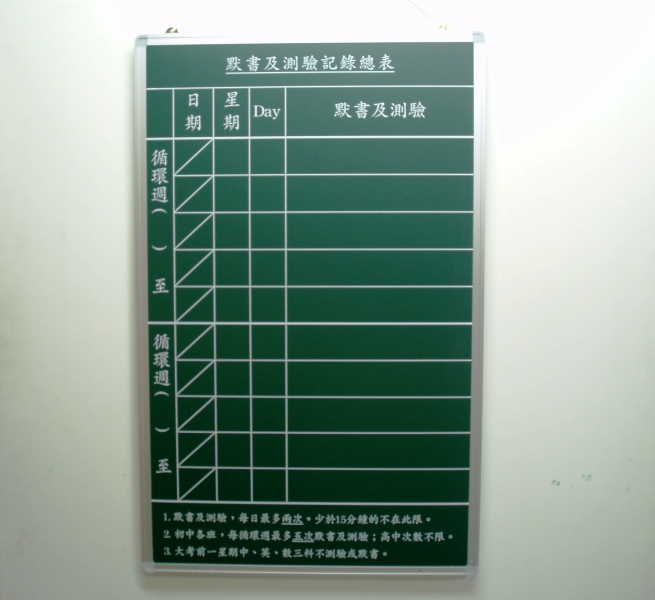 默書及測驗記錄總表
日期 星期 Day 默書及測驗
循環週( )至
循環週( )至
1. 默書及測驗，每日最多兩次。少於15分鐘的不在此限。
2. 初中各班，每循環週最多五次默書及測驗；高中次數不限。
3. 大考前一星期中、英、數三科不測驗或默書。